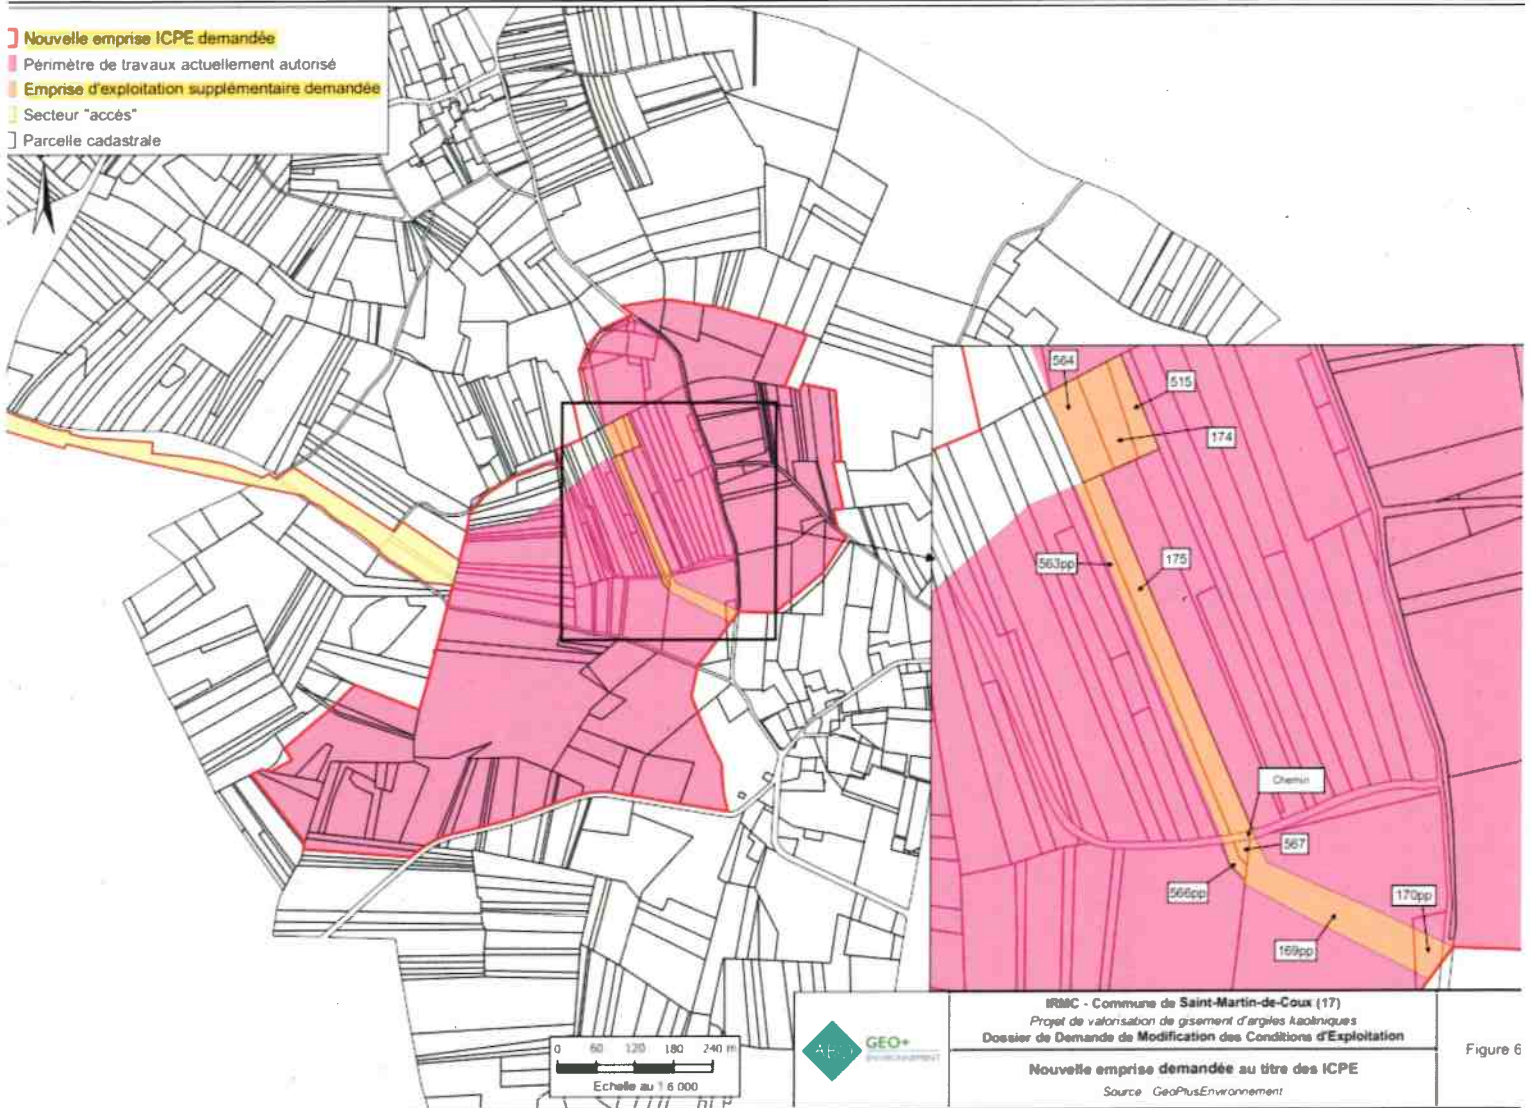 Nouvelle emprise ICPE demandée
Périmètre de travaux actuellement autorisé
Emprise d'exploitation supplémentaire demandée
Secteur "accès"
Parcelle cadastrale
564
515
174
563pp
175
Chemin
567
566pp
170pp
169pp
0 60 120 180 240 m
Echelle au 1 6 000
GEO+
ENVIRONNEMENT
IRMC - Commune de Saint-Martin-de-Coux (17)
Projet de valorisation de gisement d'argiles kaoliniques
Dossier de Demande de Modification des Conditions d'Exploitation
Nouvelle emprise demandée au titre des ICPE
Source GéoPlusEnvironnement
Figure 6